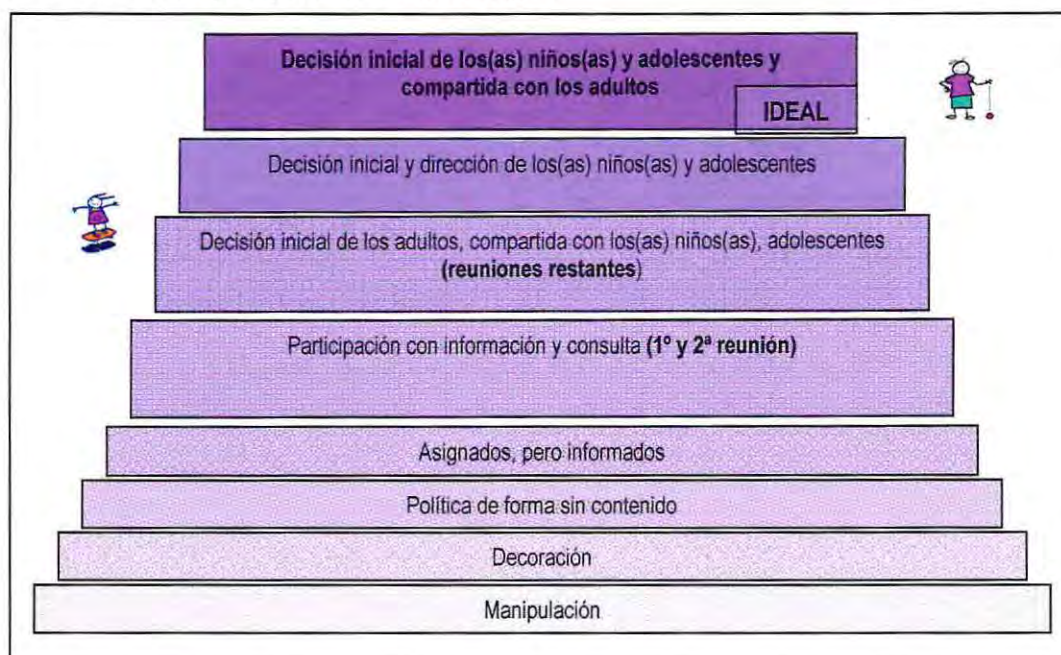 Decisión inicial de los(as) niños(as) y adolescentes y
compartida con los adultos
IDEAL
Decisión inicial y dirección de los(as) niños(as) y adolescentes
Decisión inicial de los adultos, compartida con los(as) niños(as), adolescentes
(reuniones restantes)
Participación con información y consulta (1º y 2ª reunión)
Asignados, pero informados
Política de forma sin contenido
Decoración
Manipulación